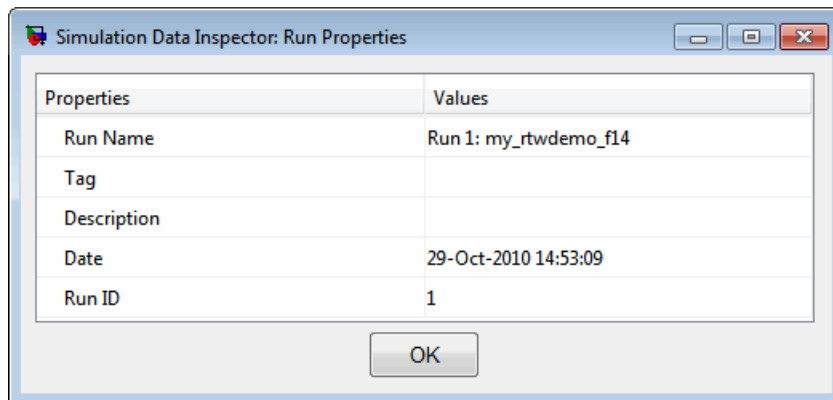 Simulation Data Inspector: Run Properties
Properties Values
Run Name Run 1: my_rtwdemo_f14
Tag
Description
Date 29-Oct-2010 14:53:09
Run ID 1
OK